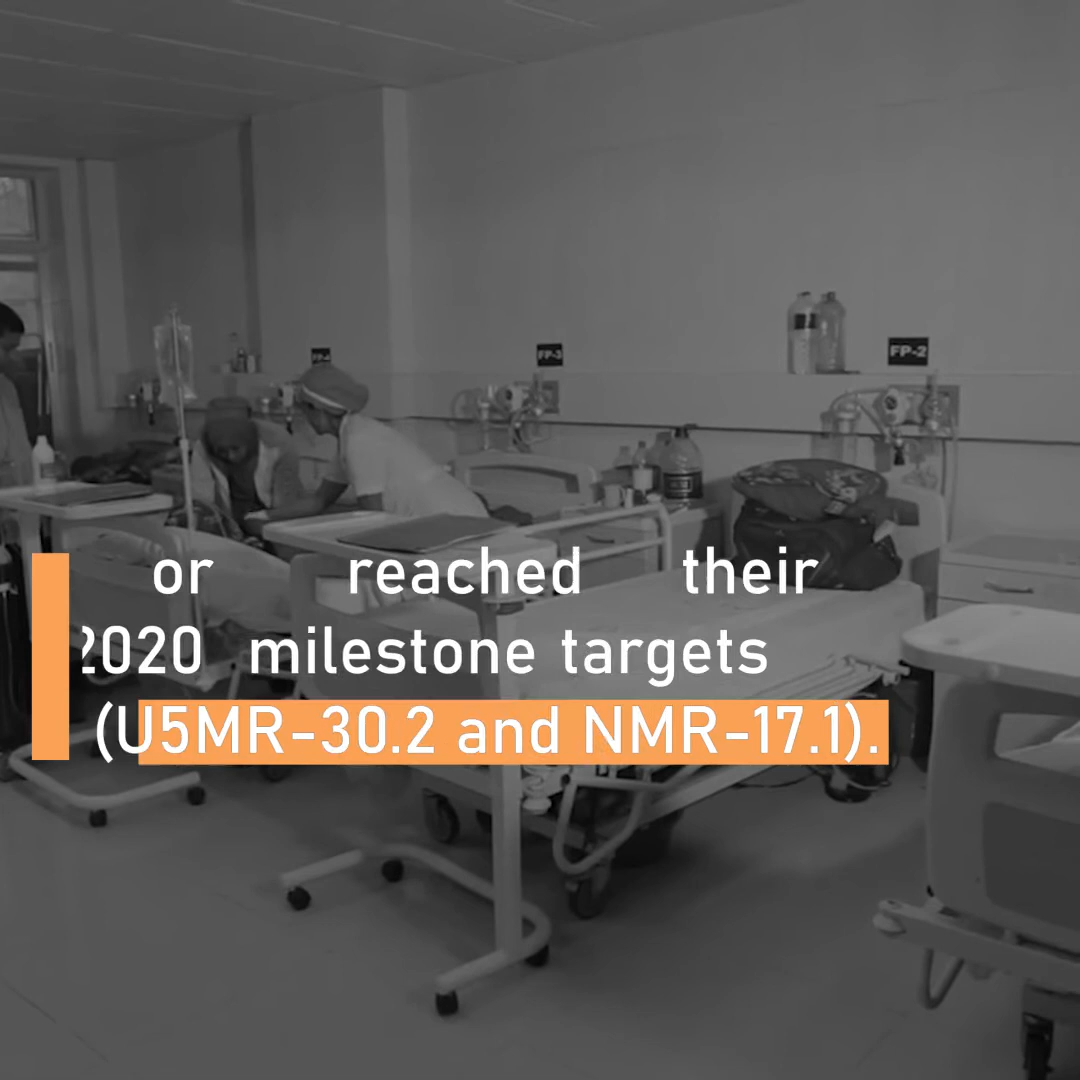 FP-3
FP-2
or reached their
2020 milestone targets
(U5MR-30.2 and NMR-17.1).